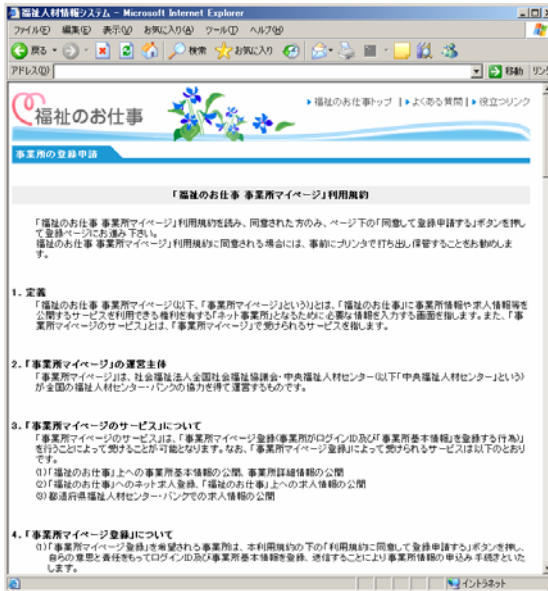 福祉人材情報システム - Microsoft Internet Explorer
ファイル(F) 編集(E) 表示(V) お気に入り(A) ツール(T) ヘルプ(H)
戻る 検索 お気に入り
アドレス(D) 移動 リンク
福祉のお仕事
福祉のお仕事トップ | よくある質問 | 役立つリンク
事業所の登録申請
「福祉のお仕事 事業所マイページ」利用規約
「福祉のお仕事 事業所マイページ」利用規約を読み、同意された方のみ、ページ下の「同意して登録申請する」ボタンを押し
て登録ページにお進み下さい。
福祉のお仕事 事業所マイページ」利用規約に同意される場合には、事前にプリンタで打ち出し保管することをお勧めしま
す。
1. 定義
「福祉のお仕事 事業所マイページ(以下、「事業所マイページ」という)」とは、「福祉のお仕事」に事業所情報や求人情報等を
公開するサービスを利用できる権利を有する「ネット事業所」となるために必要な情報を入力する画面を指します。また、「事
業所マイページのサービス」とは、「事業所マイページ」で受けられるサービスを指します。
2. 「事業所マイページ」の運営主体
「事業所マイページ」は、社会福祉法人全国社会福祉協議会・中央福祉人材センター(以下「中央福祉人材センター」という)
が全国の福祉人材センター・バンクの協力を得て運営するものです。
3. 「事業所マイページのサービス」について
「事業所マイページのサービス」は、「事業所マイページ」登録(事業所がログインID及び「事業所基本情報」を登録する行為)」
を行うことによって受けることが可能となります。なお、「事業所マイページ登録」によって受けられるサービスは以下のとおり
です。
(1)「福祉のお仕事」上への事業所基本情報の公開、事業所詳細情報の公開
(2)「福祉のお仕事」へのネット求人登録、「福祉のお仕事」上への求人情報の公開
(3) 都道府県福祉人材センター・バンクでの求人情報の公開
4. 「事業所マイページ登録」について
(1)「事業所マイページ登録」を希望される事業所は、本利用規約の下の「利用規約に同意して登録申請する」ボタンを押し、
自らの意思と責任をもってログインID及び事業所基本情報を登録、送信することにより事業所情報の申込み手続きといた
します。
イントラネット